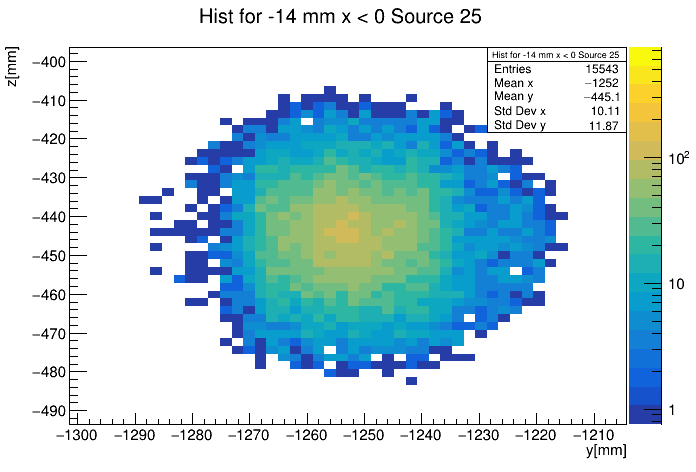 Hist for -14 mm x < 0 Source 25
z[mm]
−400
−410
−420
−430
−440
−450
−460
−470
−480
−490
Hist for -14 mm x < 0 Source 25
Entries 15543
Mean x −1252
Mean y −445.1
Std Dev x 10.11
Std Dev y 11.87
10²
10
1
−1300 −1290 −1280 −1270 −1260 −1250 −1240 −1230 −1220 −1210
y[mm]